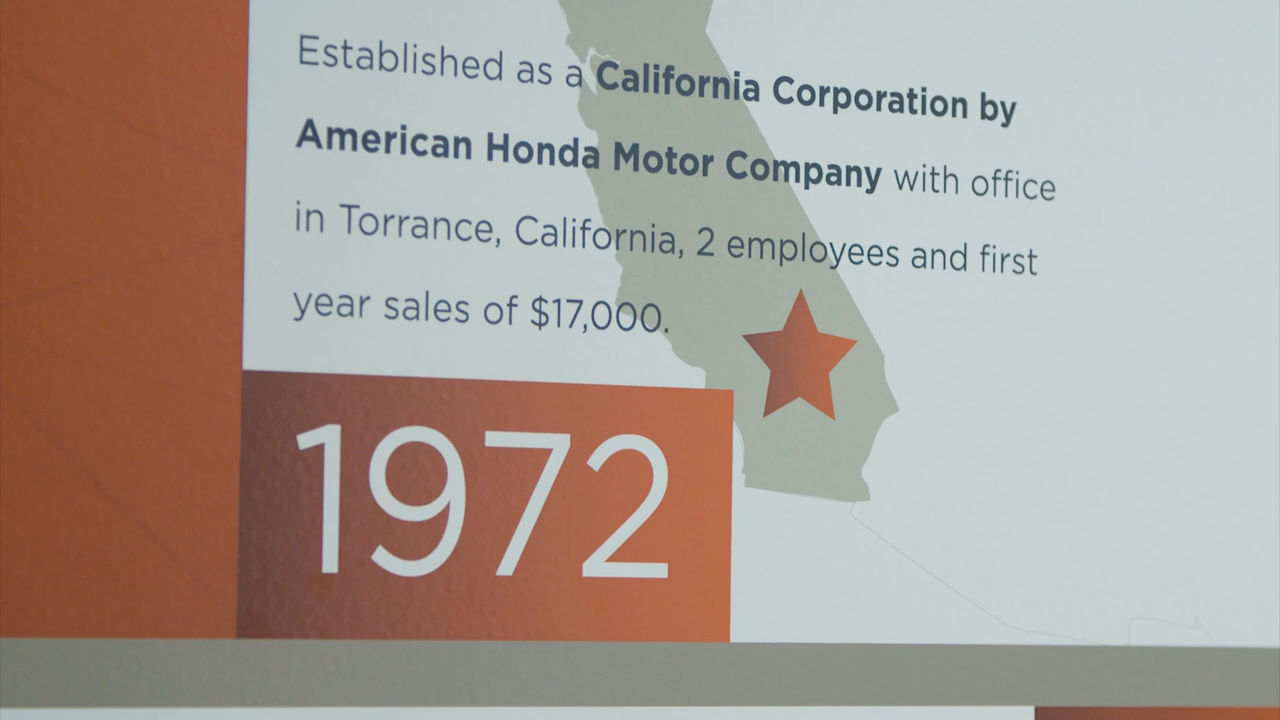 Established as a California Corporation by
American Honda Motor Company with office
in Torrance, California, 2 employees and first
year sales of $17,000.
1972